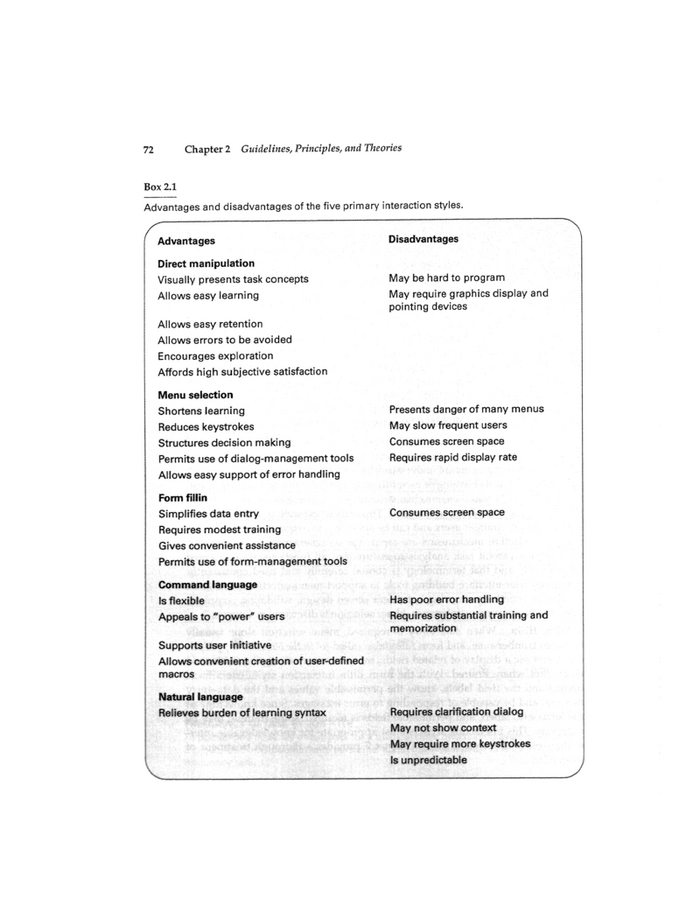 72 Chapter 2 Guidelines, Principles, and Theories
Box 2.1
Advantages and disadvantages of the five primary interaction styles.
Advantages Disadvantages
Direct manipulation
Visually presents task concepts May be hard to program
Allows easy learning May require graphics display and
pointing devices
Allows easy retention
Allows errors to be avoided
Encourages exploration
Affords high subjective satisfaction
Menu selection
Shortens learning Presents danger of many menus
Reduces keystrokes May slow frequent users
Structures decision making Consumes screen space
Permits use of dialog-management tools Requires rapid display rate
Allows easy support of error handling
Form fillin
Simplifies data entry Consumes screen space
Requires modest training
Gives convenient assistance
Permits use of form-management tools
Command language
Is flexible Has poor error handling
Appeals to "power" users Requires substantial training and
memorization
Supports user initiative
Allows convenient creation of user-defined
macros
Natural language
Relieves burden of learning syntax Requires clarification dialog
May not show context
May require more keystrokes
Is unpredictable